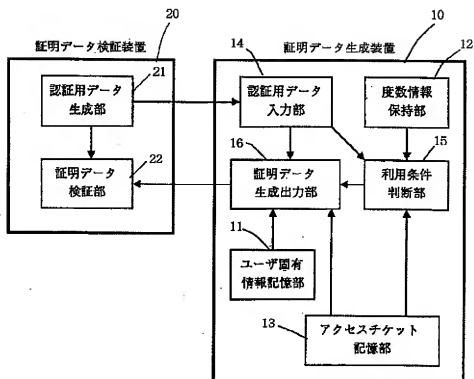 20
証明データ検証装置
21
認証用データ
生成部
22
証明データ
検証部
10
証明データ生成装置
14
認証用データ
入力部
12
度数情報
保持部
16
証明データ
生成出力部
15
利用条件
判断部
11
ユーザ固有
情報記憶部
13
アクセスチケット
記憶部